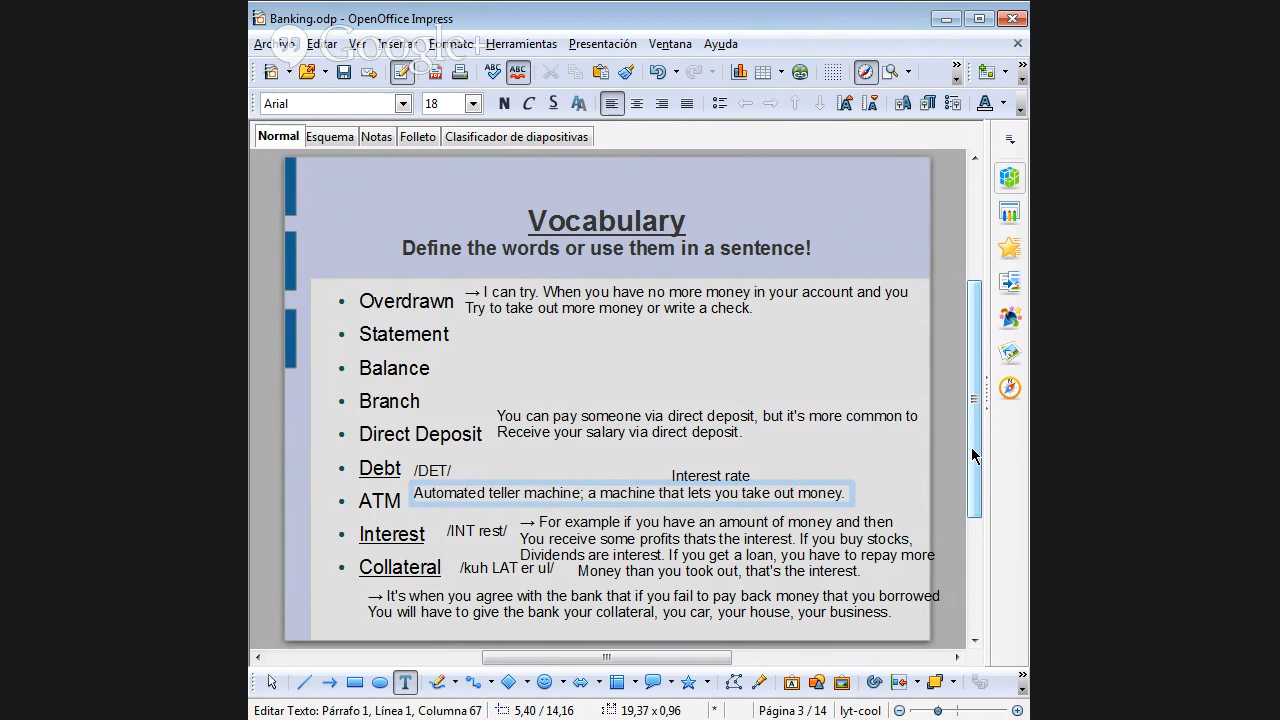 Banking.odp - OpenOffice Impress
Google+
Archivo Editar Ver Insertar Formato Herramientas Presentación Ventana Ayuda
Arial 18 N C S
Normal Esquema Notas Folleto Clasificador de diapositivas
Vocabulary
Define the words or use them in a sentence!
• Overdrawn → I can try. When you have no more money in your account and you
Try to take out more money or write a check.
• Statement
• Balance
• Branch
You can pay someone via direct deposit, but it's more common to
• Direct Deposit Receive your salary via direct deposit.
• Debt /DET/
Interest rate
• ATM Automated teller machine; a machine that lets you take out money.
• Interest /INT rest/ → For example if you have an amount of money and then
You receive some profits thats the interest. If you buy stocks,
Dividends are interest. If you get a loan, you have to repay more
• Collateral /kuh LAT er ul/ Money than you took out, that's the interest.
→ It's when you agree with the bank that if you fail to pay back money that you borrowed
You will have to give the bank your collateral, you car, your house, your business.
Editar Texto: Párrafo 1, Línea 1, Columna 67 5,40 / 14,16 19,37 x 0,96 * Página 3 / 14 lyt-cool